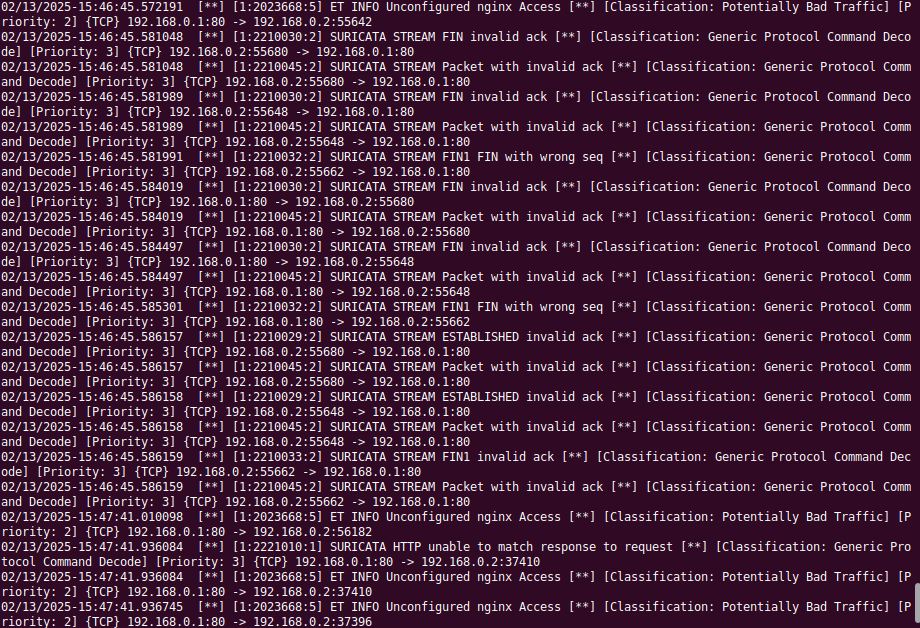 02/13/2025-15:46:45.572191  [**] [1:2023668:5] ET INFO Unconfigured nginx Access [**] [Classification: Potentially Bad Traffic] [P
riority: 2] {TCP} 192.168.0.1:80 -> 192.168.0.2:55642
02/13/2025-15:46:45.581048  [**] [1:2210030:2] SURICATA STREAM FIN invalid ack [**] [Classification: Generic Protocol Command Deco
de] [Priority: 3] {TCP} 192.168.0.2:55680 -> 192.168.0.1:80
02/13/2025-15:46:45.581048  [**] [1:2210045:2] SURICATA STREAM Packet with invalid ack [**] [Classification: Generic Protocol Comm
and Decode] [Priority: 3] {TCP} 192.168.0.2:55680 -> 192.168.0.1:80
02/13/2025-15:46:45.581989  [**] [1:2210030:2] SURICATA STREAM FIN invalid ack [**] [Classification: Generic Protocol Command Deco
de] [Priority: 3] {TCP} 192.168.0.2:55648 -> 192.168.0.1:80
02/13/2025-15:46:45.581989  [**] [1:2210045:2] SURICATA STREAM Packet with invalid ack [**] [Classification: Generic Protocol Comm
and Decode] [Priority: 3] {TCP} 192.168.0.2:55648 -> 192.168.0.1:80
02/13/2025-15:46:45.581991  [**] [1:2210032:2] SURICATA STREAM FIN1 FIN with wrong seq [**] [Classification: Generic Protocol Comm
and Decode] [Priority: 3] {TCP} 192.168.0.2:55662 -> 192.168.0.1:80
02/13/2025-15:46:45.584019  [**] [1:2210030:2] SURICATA STREAM FIN invalid ack [**] [Classification: Generic Protocol Command Deco
de] [Priority: 3] {TCP} 192.168.0.1:80 -> 192.168.0.2:55680
02/13/2025-15:46:45.584019  [**] [1:2210045:2] SURICATA STREAM Packet with invalid ack [**] [Classification: Generic Protocol Comm
and Decode] [Priority: 3] {TCP} 192.168.0.1:80 -> 192.168.0.2:55680
02/13/2025-15:46:45.584497  [**] [1:2210030:2] SURICATA STREAM FIN invalid ack [**] [Classification: Generic Protocol Command Deco
de] [Priority: 3] {TCP} 192.168.0.1:80 -> 192.168.0.2:55648
02/13/2025-15:46:45.584497  [**] [1:2210045:2] SURICATA STREAM Packet with invalid ack [**] [Classification: Generic Protocol Comm
and Decode] [Priority: 3] {TCP} 192.168.0.1:80 -> 192.168.0.2:55648
02/13/2025-15:46:45.585301  [**] [1:2210032:2] SURICATA STREAM FIN1 FIN with wrong seq [**] [Classification: Generic Protocol Comm
and Decode] [Priority: 3] {TCP} 192.168.0.1:80 -> 192.168.0.2:55662
02/13/2025-15:46:45.586157  [**] [1:2210029:2] SURICATA STREAM ESTABLISHED invalid ack [**] [Classification: Generic Protocol Comm
and Decode] [Priority: 3] {TCP} 192.168.0.2:55680 -> 192.168.0.1:80
02/13/2025-15:46:45.586157  [**] [1:2210045:2] SURICATA STREAM Packet with invalid ack [**] [Classification: Generic Protocol Comm
and Decode] [Priority: 3] {TCP} 192.168.0.2:55680 -> 192.168.0.1:80
02/13/2025-15:46:45.586158  [**] [1:2210029:2] SURICATA STREAM ESTABLISHED invalid ack [**] [Classification: Generic Protocol Comm
and Decode] [Priority: 3] {TCP} 192.168.0.2:55648 -> 192.168.0.1:80
02/13/2025-15:46:45.586158  [**] [1:2210045:2] SURICATA STREAM Packet with invalid ack [**] [Classification: Generic Protocol Comm
and Decode] [Priority: 3] {TCP} 192.168.0.2:55648 -> 192.168.0.1:80
02/13/2025-15:46:45.586159  [**] [1:2210033:2] SURICATA STREAM FIN1 invalid ack [**] [Classification: Generic Protocol Command Dec
ode] [Priority: 3] {TCP} 192.168.0.2:55662 -> 192.168.0.1:80
02/13/2025-15:46:45.586159  [**] [1:2210045:2] SURICATA STREAM Packet with invalid ack [**] [Classification: Generic Protocol Comm
and Decode] [Priority: 3] {TCP} 192.168.0.2:55662 -> 192.168.0.1:80
02/13/2025-15:47:41.010098  [**] [1:2023668:5] ET INFO Unconfigured nginx Access [**] [Classification: Potentially Bad Traffic] [P
riority: 2] {TCP} 192.168.0.1:80 -> 192.168.0.2:56182
02/13/2025-15:47:41.936084  [**] [1:2221010:1] SURICATA HTTP unable to match response to request [**] [Classification: Generic Pro
tocol Command Decode] [Priority: 3] {TCP} 192.168.0.1:80 -> 192.168.0.2:37410
02/13/2025-15:47:41.936084  [**] [1:2023668:5] ET INFO Unconfigured nginx Access [**] [Classification: Potentially Bad Traffic] [P
riority: 2] {TCP} 192.168.0.1:80 -> 192.168.0.2:37410
02/13/2025-15:47:41.936745  [**] [1:2023668:5] ET INFO Unconfigured nginx Access [**] [Classification: Potentially Bad Traffic] [P
riority: 2] {TCP} 192.168.0.1:80 -> 192.168.0.2:37396